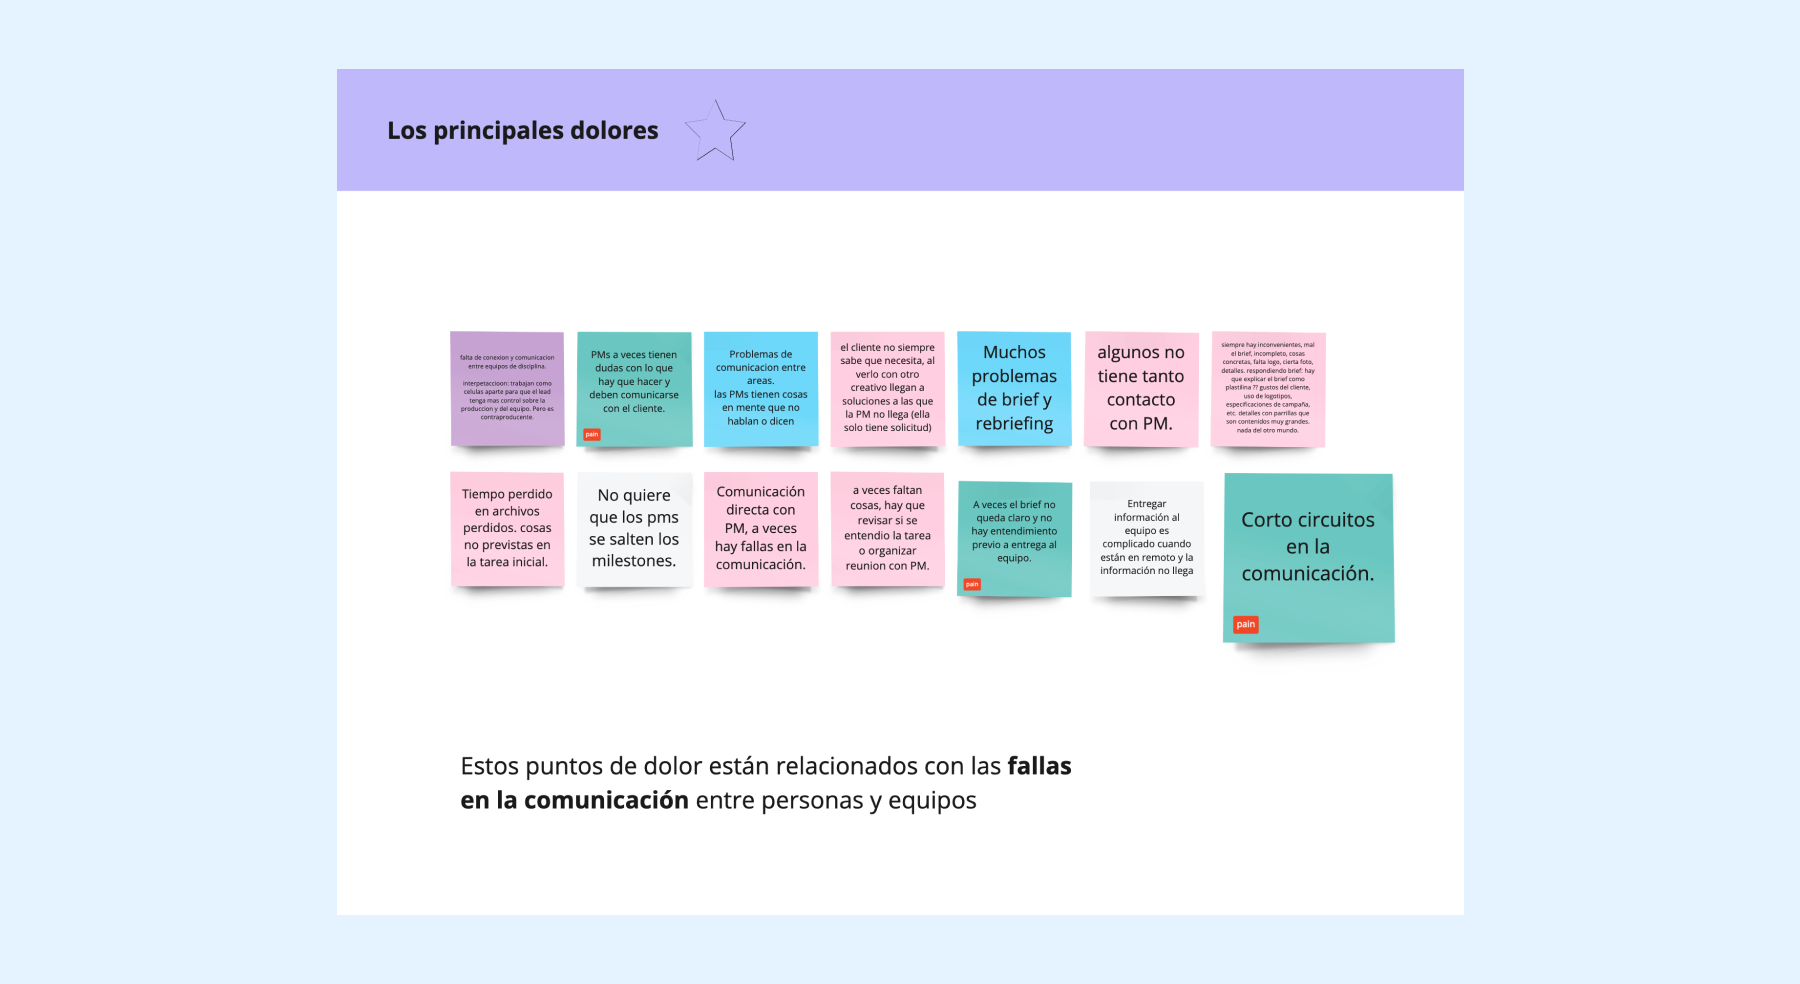 Los principales dolores
falta de conexion y comunicacion
entre equipos de disciplina.
interpetaccioon: trabajan como
celulas aparte para que el lead
tenga mas control sobre la
produccion y del equipo. Pero es
contraproducente.
PMs a veces tienen
dudas con lo que
hay que hacer y
deben comunicarse
con el cliente.
pain
Problemas de
comunicacion entre
areas.
las PMs tienen cosas
en mente que no
hablan o dicen
el cliente no siempre
sabe que necesita, al
verlo con otro
creativo llegan a
soluciones a las que
la PM no llega (ella
solo tiene solicitud)
Muchos
problemas
de brief y
rebriefing
algunos no
tiene tanto
contacto
con PM.
siempre hay inconvenientes, mal
el brief, incompleto, cosas
concretas, falta logo, cierta foto,
detalles. respondiendo brief: hay
que explicar el brief como
plastilina ?? gustos del cliente,
uso de logotipos,
especificaciones de campaña,
etc. detalles con parrillas que
son contenidos muy grandes.
nada del otro mundo.
Tiempo perdido
en archivos
perdidos. cosas
no previstas en
la tarea inicial.
No quiere
que los pms
se salten los
milestones.
Comunicación
directa con
PM, a veces
hay fallas en la
comunicación.
a veces faltan
cosas, hay que
revisar si se
entendio la tarea
o organizar
reunion con PM.
A veces el brief no
queda claro y no
hay entendimiento
previo a entrega al
equipo.
pain
Entregar
información al
equipo es
complicado cuando
están en remoto y la
información no llega
Corto circuitos
en la
comunicación.
pain
Estos puntos de dolor están relacionados con las fallas
en la comunicación entre personas y equipos